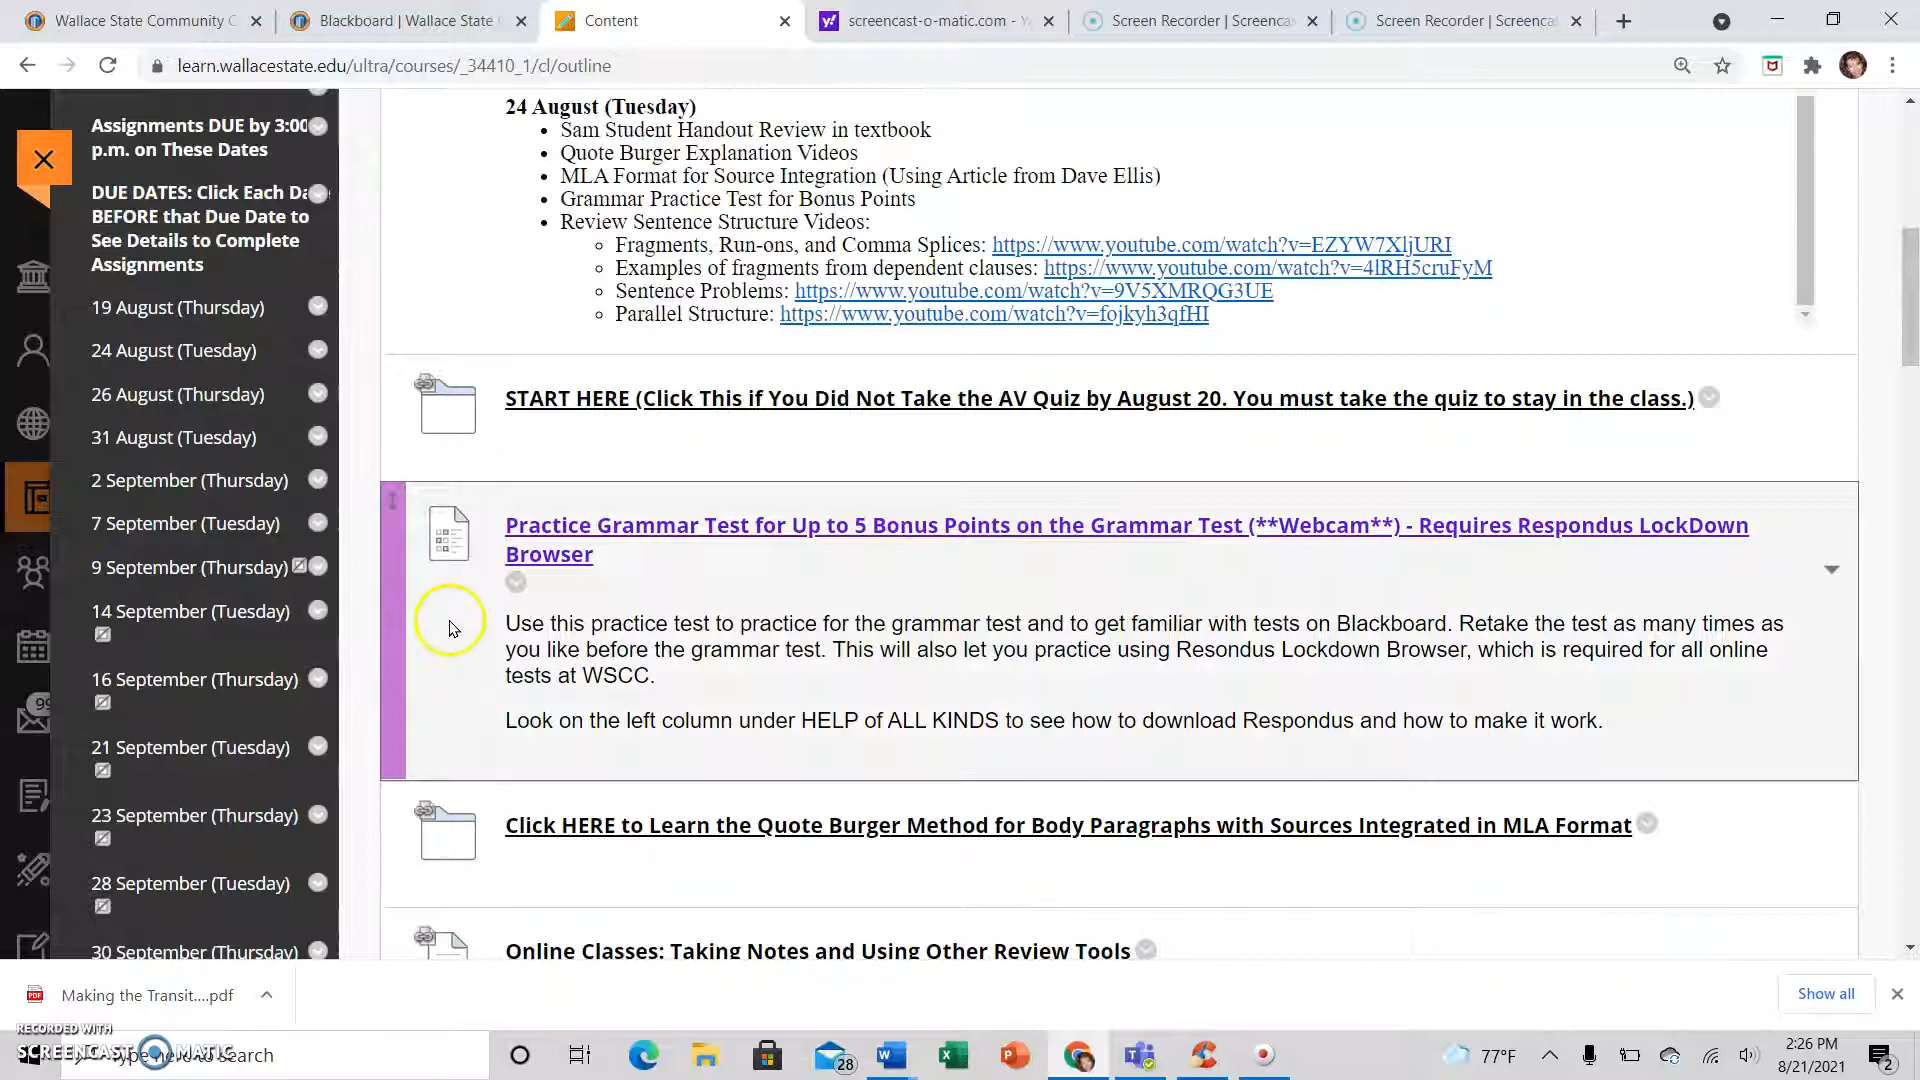 Wallace State Community C
Blackboard | Wallace State
Content
screencast-o-matic.com - Y
Screen Recorder | Screenca
Screen Recorder | Screenca
learn.wallacestate.edu/ultra/courses/_34410_1/cl/outline
Assignments DUE by 3:00
p.m. on These Dates
DUE DATES: Click Each Da
BEFORE that Due Date to
See Details to Complete
Assignments
19 August (Thursday)
24 August (Tuesday)
26 August (Thursday)
31 August (Tuesday)
2 September (Thursday)
7 September (Tuesday)
9 September (Thursday)
14 September (Tuesday)
16 September (Thursday)
21 September (Tuesday)
23 September (Thursday)
28 September (Tuesday)
30 September (Thursday)
99
24 August (Tuesday)
• Sam Student Handout Review in textbook
• Quote Burger Explanation Videos
• MLA Format for Source Integration (Using Article from Dave Ellis)
• Grammar Practice Test for Bonus Points
• Review Sentence Structure Videos:
○ Fragments, Run-ons, and Comma Splices: https://www.youtube.com/watch?v=EZYW7XljURI
○ Examples of fragments from dependent clauses: https://www.youtube.com/watch?v=4lRH5cruFyM
○ Sentence Problems: https://www.youtube.com/watch?v=9V5XMRQG3UE
○ Parallel Structure: https://www.youtube.com/watch?v=fojkyh3qfHI
START HERE (Click This if You Did Not Take the AV Quiz by August 20. You must take the quiz to stay in the class.)
Practice Grammar Test for Up to 5 Bonus Points on the Grammar Test (**Webcam**) - Requires Respondus LockDown
Browser
Use this practice test to practice for the grammar test and to get familiar with tests on Blackboard. Retake the test as many times as
you like before the grammar test. This will also let you practice using Resondus Lockdown Browser, which is required for all online
tests at WSCC.
Look on the left column under HELP of ALL KINDS to see how to download Respondus and how to make it work.
Click HERE to Learn the Quote Burger Method for Body Paragraphs with Sources Integrated in MLA Format
Online Classes: Taking Notes and Using Other Review Tools
PDF
Making the Transit....pdf
Show all
RECORDED WITH
SCREENCAST MATIC
Type here to search
28
77°F
2:26 PM
8/21/2021
2